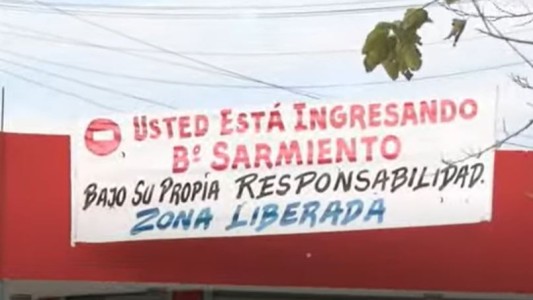 USTED ESTÁ INGRESANDO
Bº SARMIENTO
BAJO SU PROPIA RESPONSABILIDAD.
ZONA LIBERADA